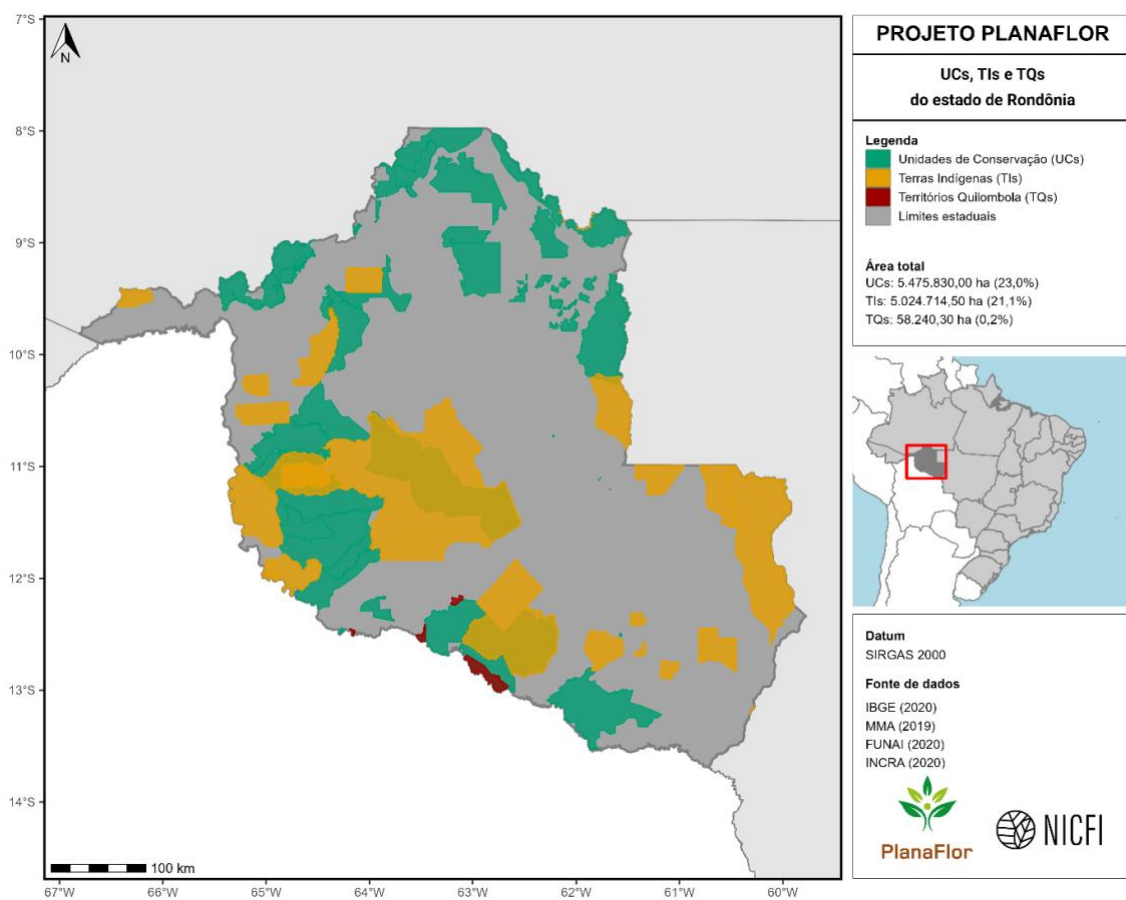 7°S
8°S
9°S
10°S
11°S
12°S
13°S
14°S
N
100 km
67°W
66°W
65°W
64°W
63°W
62°W
61°W
60°W
PROJETO PLANAFLOR
UCs, TIs e TQs
do estado de Rondônia
Legenda
Unidades de Conservação (UCs)
Terras Indígenas (TIs)
Territórios Quilombola (TQs)
Limites estaduais
Área total
UCs: 5.475.830,00 ha (23,0%)
TIs: 5.024.714,50 ha (21,1%)
TQs: 58.240,30 ha (0,2%)
Datum
SIRGAS 2000
Fonte de dados
IBGE (2020)
MMA (2019)
FUNAI (2020)
INCRA (2020)
PlanaFlor
NICFI